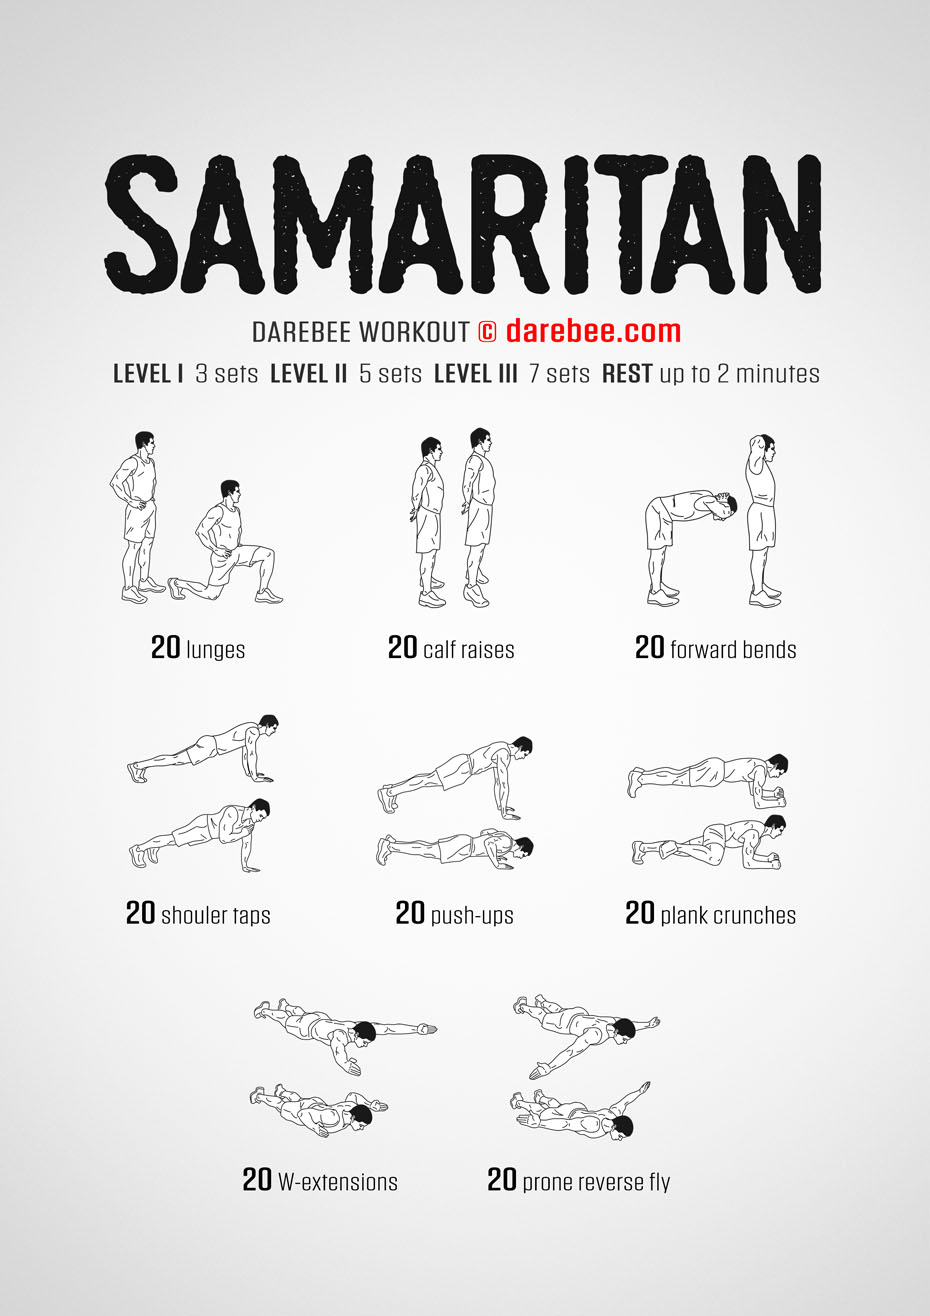 SAMARITAN
DAREBEE WORKOUT © darebee.com
LEVEL I 3 sets LEVEL II 5 sets LEVEL III 7 sets REST up to 2 minutes
20 lunges
20 calf raises
20 forward bends
20 shouler taps
20 push-ups
20 plank crunches
20 W-extensions
20 prone reverse fly